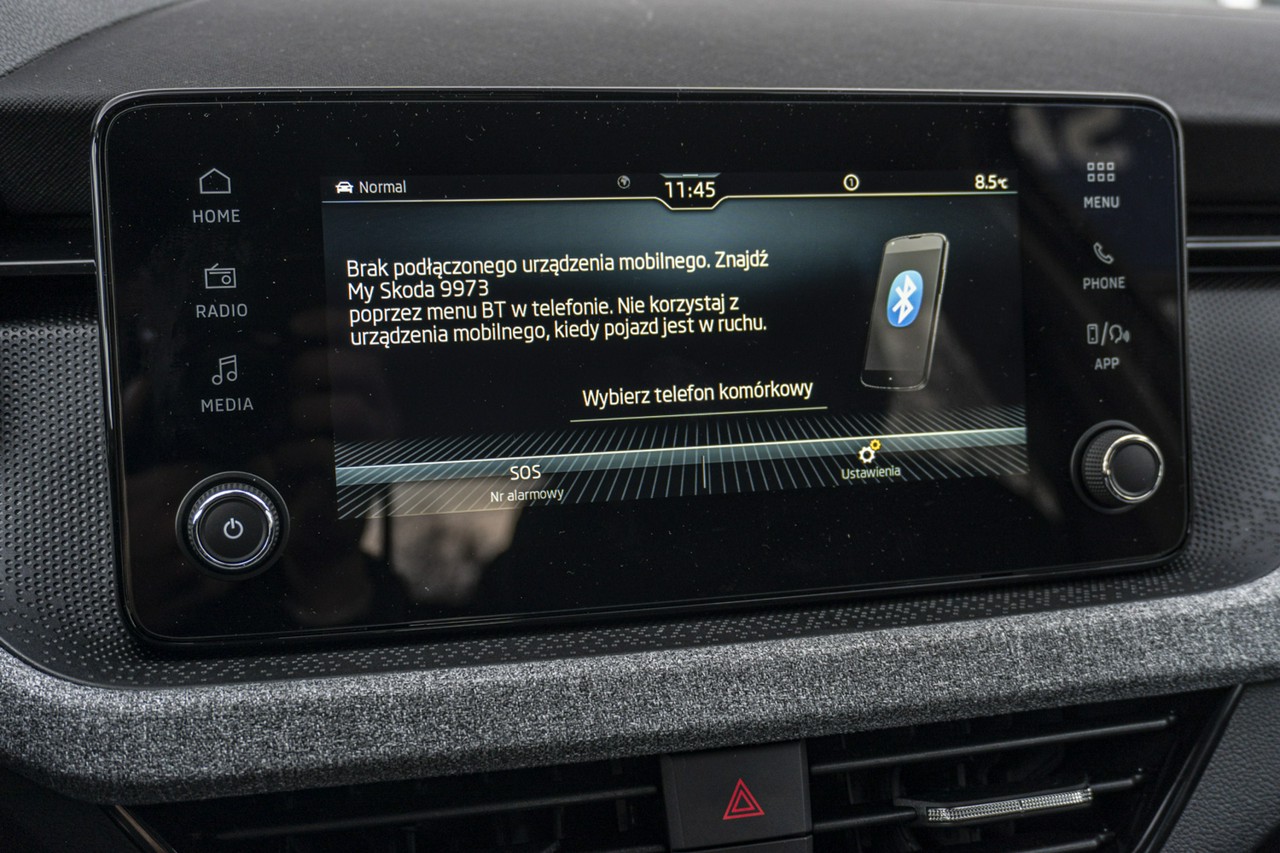 HOME
RADIO
MEDIA
Normal
11:45
1
8.5°C
Brak podłączonego urządzenia mobilnego. Znajdź
My Skoda 9973
poprzez menu BT w telefonie. Nie korzystaj z
urządzenia mobilnego, kiedy pojazd jest w ruchu.
Wybierz telefon komórkowy
SOS
Nr alarmowy
Ustawienia
MENU
PHONE
APP